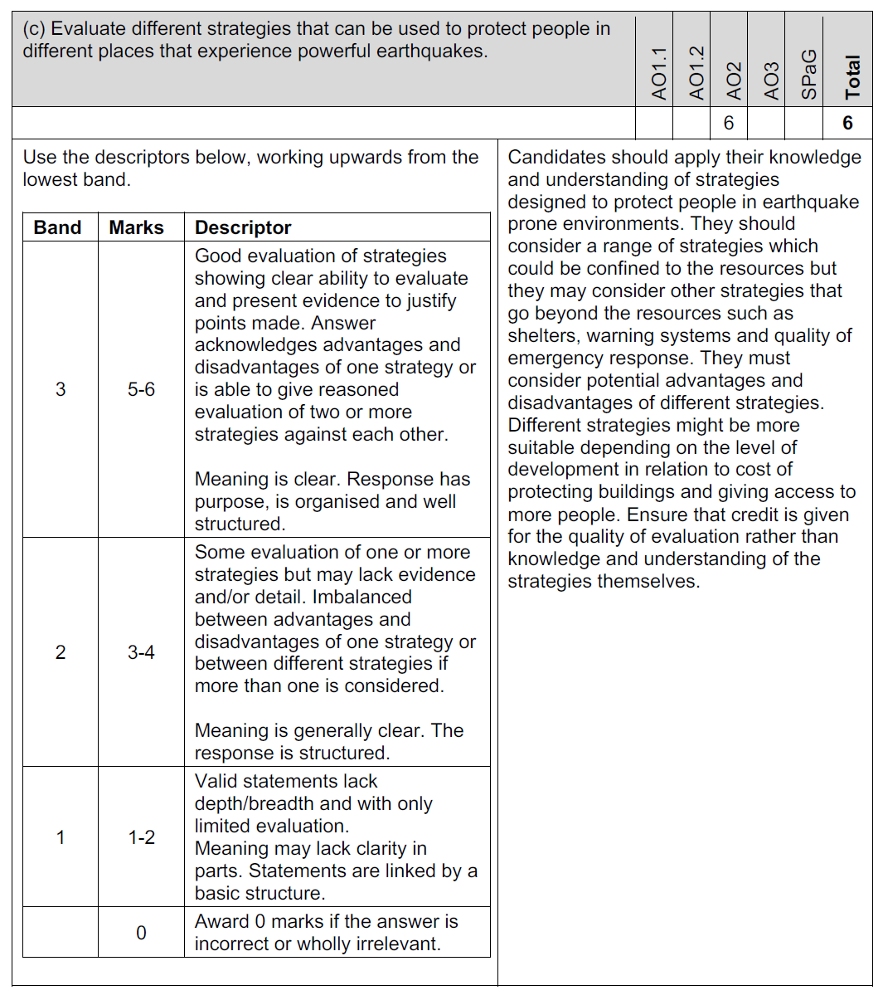 (c) Evaluate different strategies that can be used to protect people in
different places that experience powerful earthquakes.
AO1.1
AO1.2
AO2
AO3
SPaG
Total
6
6
Use the descriptors below, working upwards from the
lowest band.
Band Marks Descriptor
3
5-6
Good evaluation of strategies
showing clear ability to evaluate
and present evidence to justify
points made. Answer
acknowledges advantages and
disadvantages of one strategy or
is able to give reasoned
evaluation of two or more
strategies against each other.
Meaning is clear. Response has
purpose, is organised and well
structured.
2
3-4
Some evaluation of one or more
strategies but may lack evidence
and/or detail. Imbalanced
between advantages and
disadvantages of one strategy or
between different strategies if
more than one is considered.
Meaning is generally clear. The
response is structured.
1
1-2
Valid statements lack
depth/breadth and with only
limited evaluation.
Meaning may lack clarity in
parts. Statements are linked by a
basic structure.
0
Award 0 marks if the answer is
incorrect or wholly irrelevant.
Candidates should apply their knowledge
and understanding of strategies
designed to protect people in earthquake
prone environments. They should
consider a range of strategies which
could be confined to the resources but
they may consider other strategies that
go beyond the resources such as
shelters, warning systems and quality of
emergency response. They must
consider potential advantages and
disadvantages of different strategies.
Different strategies might be more
suitable depending on the level of
development in relation to cost of
protecting buildings and giving access to
more people. Ensure that credit is given
for the quality of evaluation rather than
knowledge and understanding of the
strategies themselves.